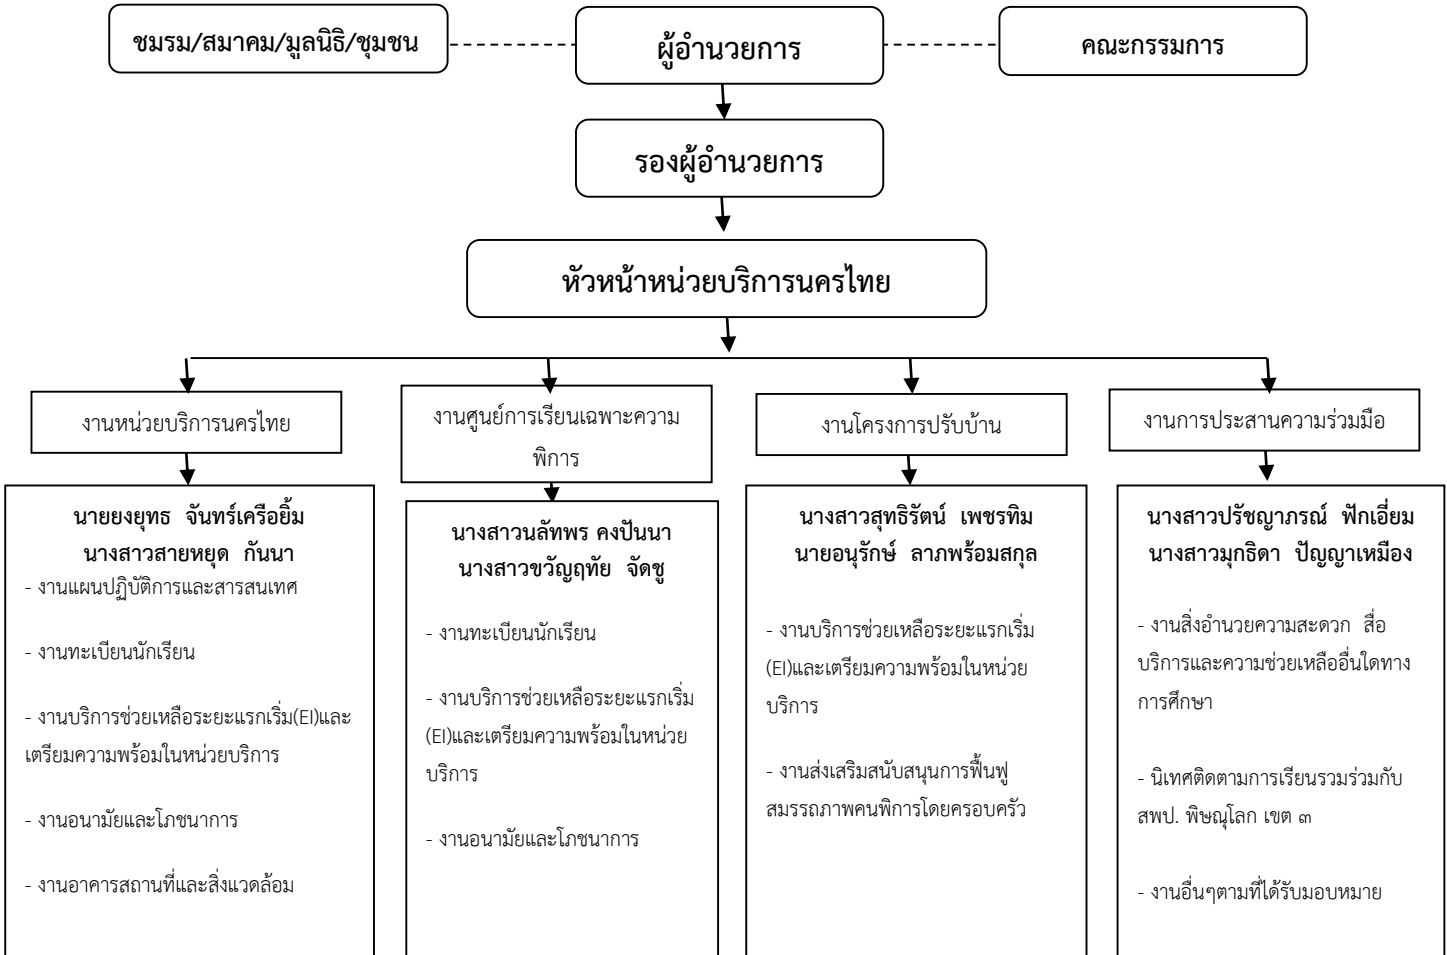 ชมรม/สมาคม/มูลนิธิ/ชุมชน
ผู้อำนวยการ
คณะกรรมการ
รองผู้อำนวยการ
หัวหน้าหน่วยบริการนครไทย
งานหน่วยบริการนครไทย
งานศูนย์การเรียนเฉพาะความ
พิการ
งานโครงการปรับบ้าน
งานการประสานความร่วมมือ
นายยงยุทธ จันทร์เครือยิ้ม
นางสาวสายหยุด กันนา
- งานแผนปฏิบัติการและสารสนเทศ
- งานทะเบียนนักเรียน
- งานบริการช่วยเหลือระยะแรกเริ่ม(EI)และ
เตรียมความพร้อมในหน่วยบริการ
- งานอนามัยและโภชนาการ
- งานอาคารสถานที่และสิ่งแวดล้อม
นางสาวนลัทพร คงปันนา
นางสาวขวัญฤทัย จัดชู
- งานทะเบียนนักเรียน
- งานบริการช่วยเหลือระยะแรกเริ่ม
(EI)และเตรียมความพร้อมในหน่วย
บริการ
- งานอนามัยและโภชนาการ
นางสาวสุทธิรัตน์ เพชรทิม
นายอนุรักษ์ ลาภพร้อมสกุล
- งานบริการช่วยเหลือระยะแรกเริ่ม
(EI)และเตรียมความพร้อมในหน่วย
บริการ
- งานส่งเสริมสนับสนุนการฟื้นฟู
สมรรถภาพคนพิการโดยครอบครัว
นางสาวปรัชญาภรณ์ ฟักเอี่ยม
นางสาวมุกธิดา ปัญญาเหมือง
- งานสิ่งอำนวยความสะดวก สื่อ
บริการและความช่วยเหลืออื่นใดทาง
การศึกษา
- นิเทศติดตามการเรียนรวมร่วมกับ
สพป. พิษณุโลก เขต ๓
- งานอื่นๆตามที่ได้รับมอบหมาย